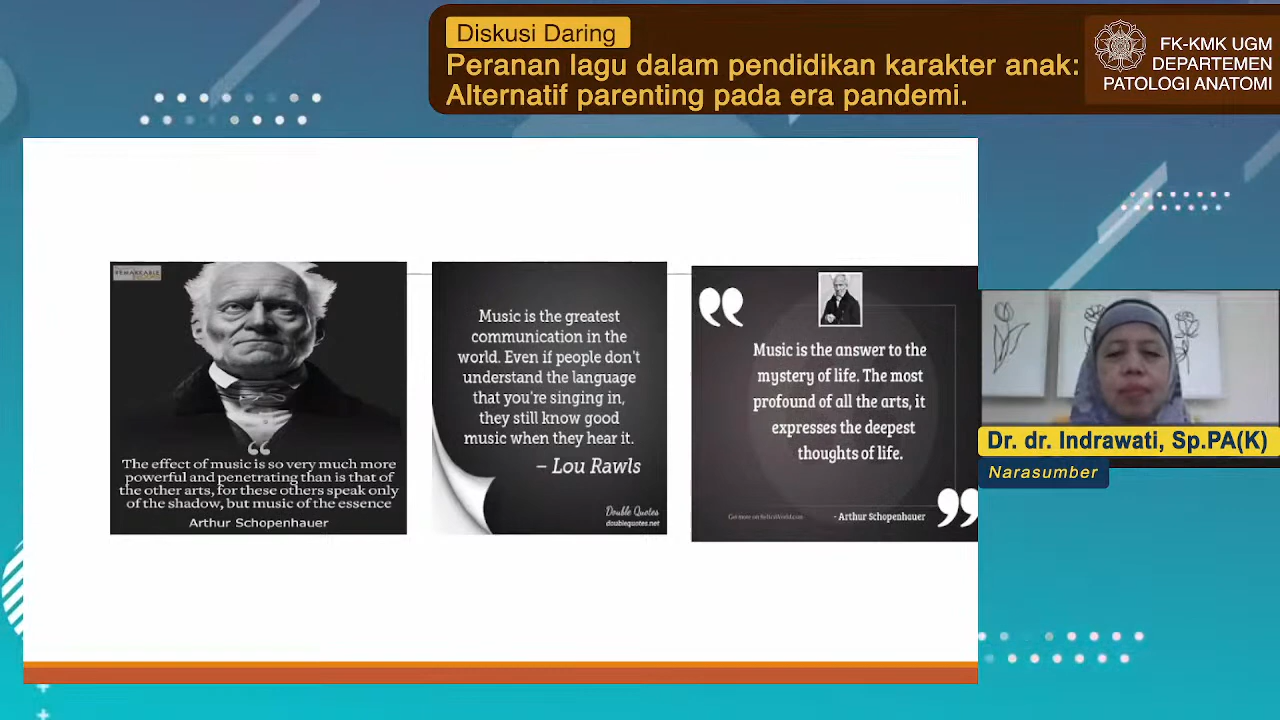 Diskusi Daring
Peranan lagu dalam pendidikan karakter anak:
Alternatif parenting pada era pandemi.
FK-KMK UGM
DEPARTEMEN
PATOLOGI ANATOMI
REMARKABLE
The effect of music is so very much more
powerful and penetrating than is that of
the other arts, for these others speak only
of the shadow, but music of the essence
Arthur Schopenhauer
Music is the greatest
communication in the
world. Even if people don't
understand the language
that you're singing in,
they still know good
music when they hear it.
– Lou Rawls
Double Quotes
doublequotes.net
Music is the answer to the
mystery of life. The most
profound of all the arts, it
expresses the deepest
thoughts of life.
Get more on
- Arthur Schopenhauer
Dr. dr. Indrawati, Sp.PA(K)
Narasumber